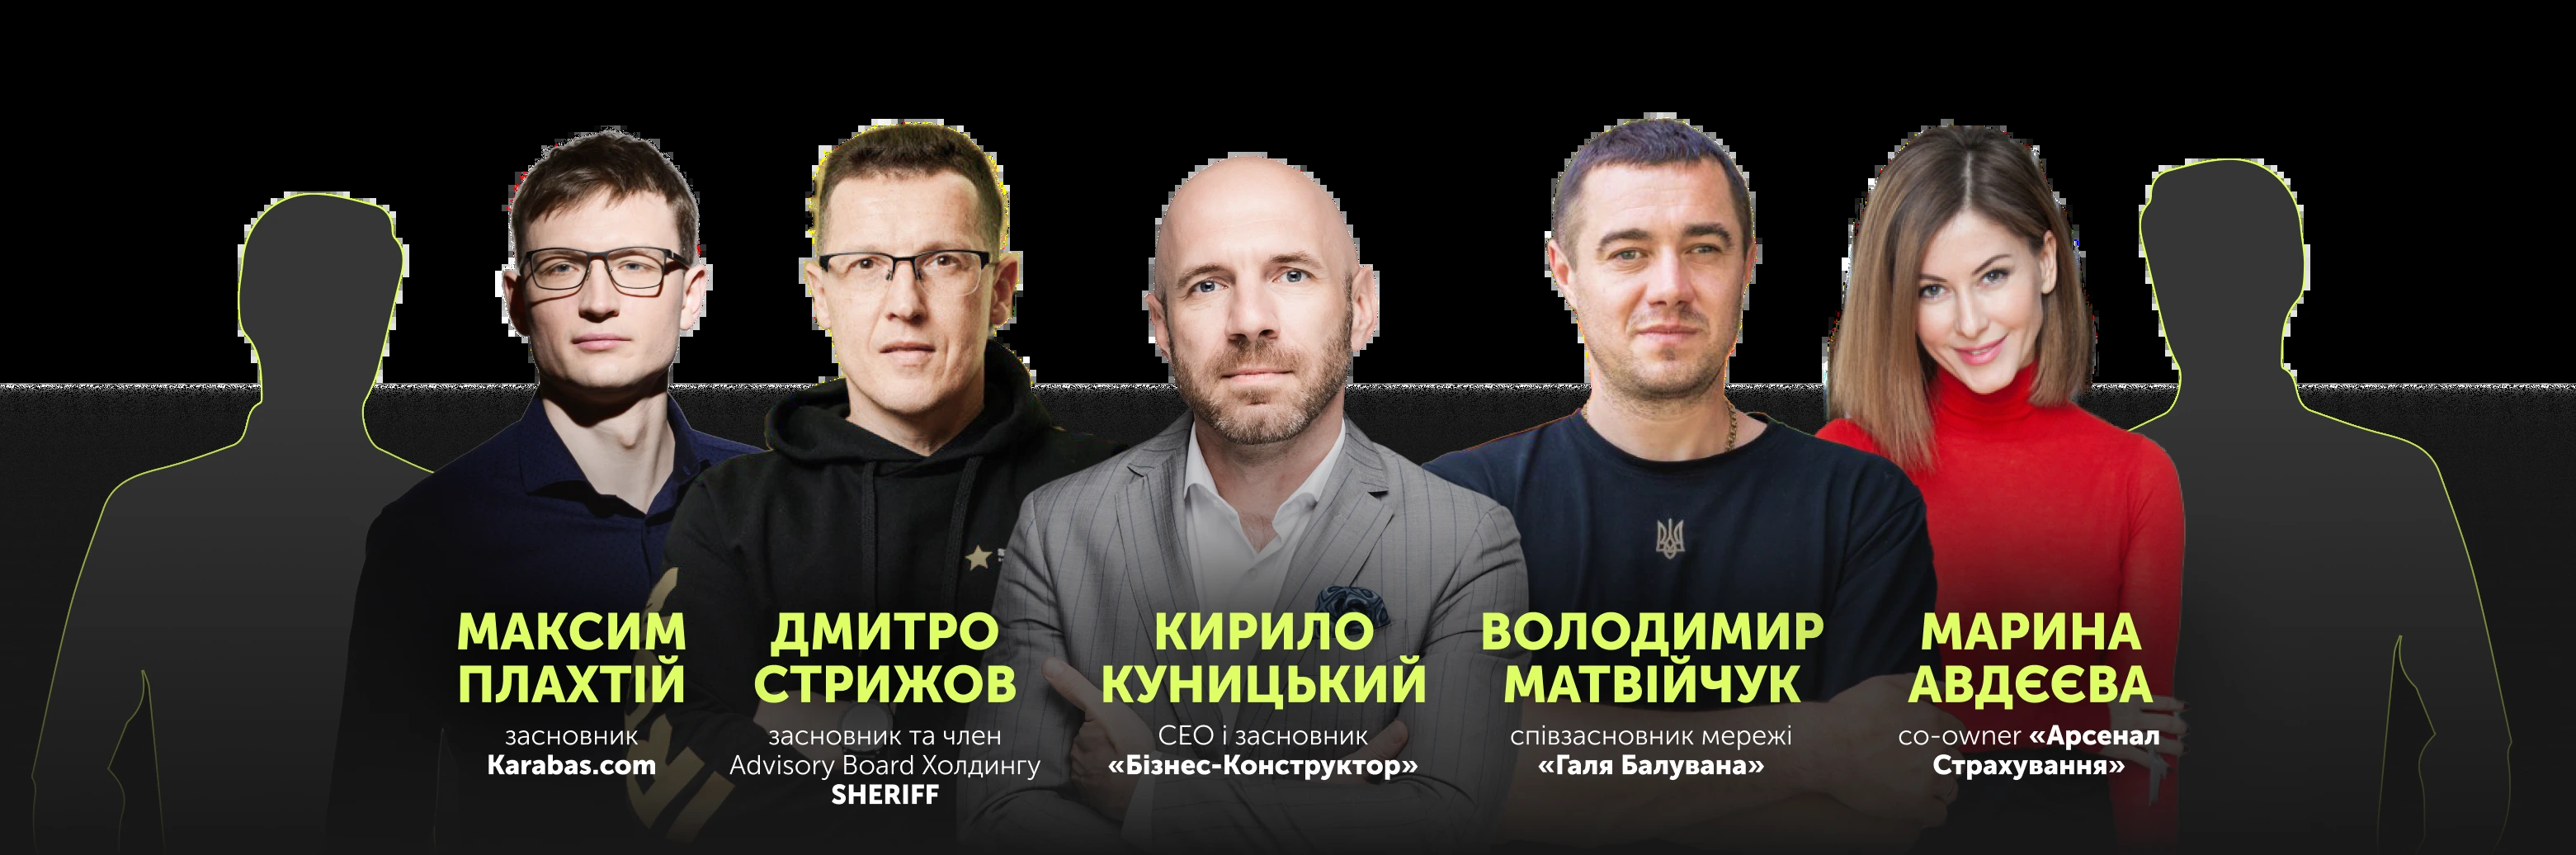 МАКСИМ
ПЛАХТІЙ
засновник
Karabas.com
ДМИТРО
СТРИЖОВ
засновник та член
Advisory Board Холдингу
SHERIFF
КИРИЛО
КУНИЦЬКИЙ
CEO і засновник
«Бізнес-Конструктор»
ВОЛОДИМИР
МАТВІЙЧУК
співзасновник мережі
«Галя Балувана»
МАРИНА
АВДЄЄВА
co-owner «Арсенал
Страхування»